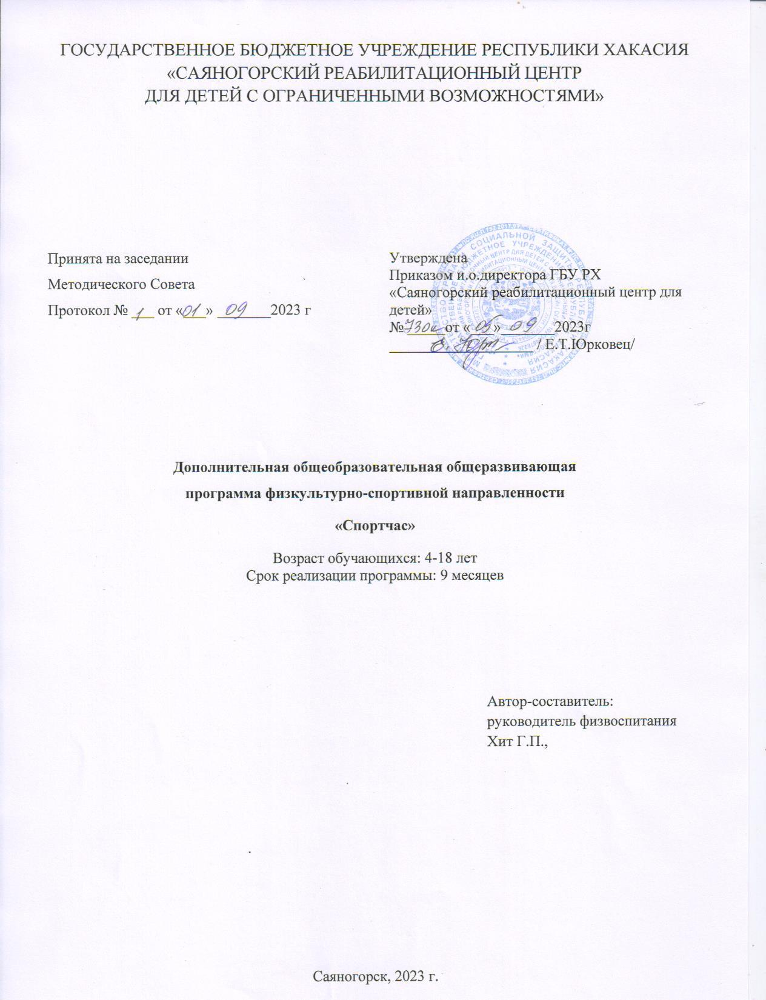 ГОСУДАРСТВЕННОЕ БЮДЖЕТНОЕ УЧРЕЖДЕНИЕ РЕСПУБЛИКИ ХАКАСИЯ
«САЯНОГОРСКИЙ РЕАБИЛИТАЦИОННЫЙ ЦЕНТР
ДЛЯ ДЕТЕЙ С ОГРАНИЧЕННЫМИ ВОЗМОЖНОСТЯМИ»
Принята на заседании
Методического Совета
Протокол № 1 от «01» 09 2023 г
Утверждена
Приказом и.о.директора ГБУ РХ
«Саяногорский реабилитационный центр для
детей»
№ от «05» 09 2023г
/ Е.Т.Юрковец/
Дополнительная общеобразовательная общеразвивающая
программа физкультурно-спортивной направленности
«Спортчас»
Возраст обучающихся: 4-18 лет
Срок реализации программы: 9 месяцев
Автор-составитель:
руководитель физвоспитания
Хит Г.П.,
Саяногорск, 2023 г.